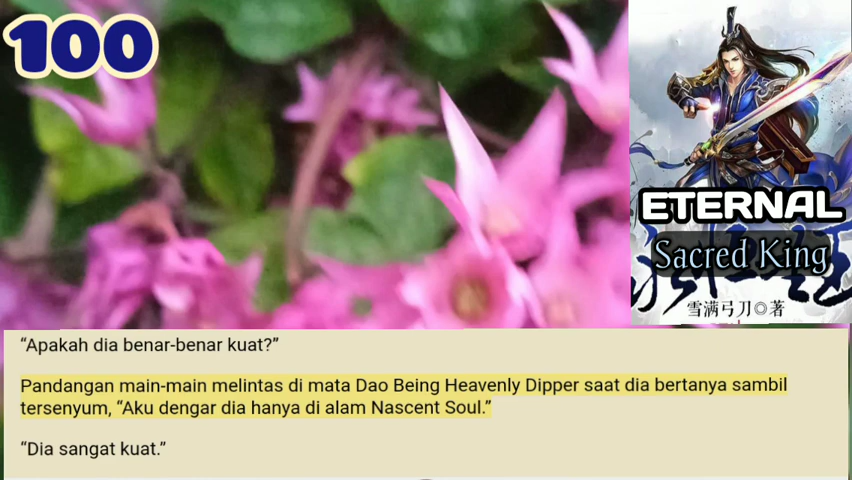 100
ETERNAL
Sacred King
雪满弓刀◎著
“Apakah dia benar-benar kuat?”
Pandangan main-main melintas di mata Dao Being Heavenly Dipper saat dia bertanya sambil
tersenyum, “Aku dengar dia hanya di alam Nascent Soul.”
“Dia sangat kuat.”